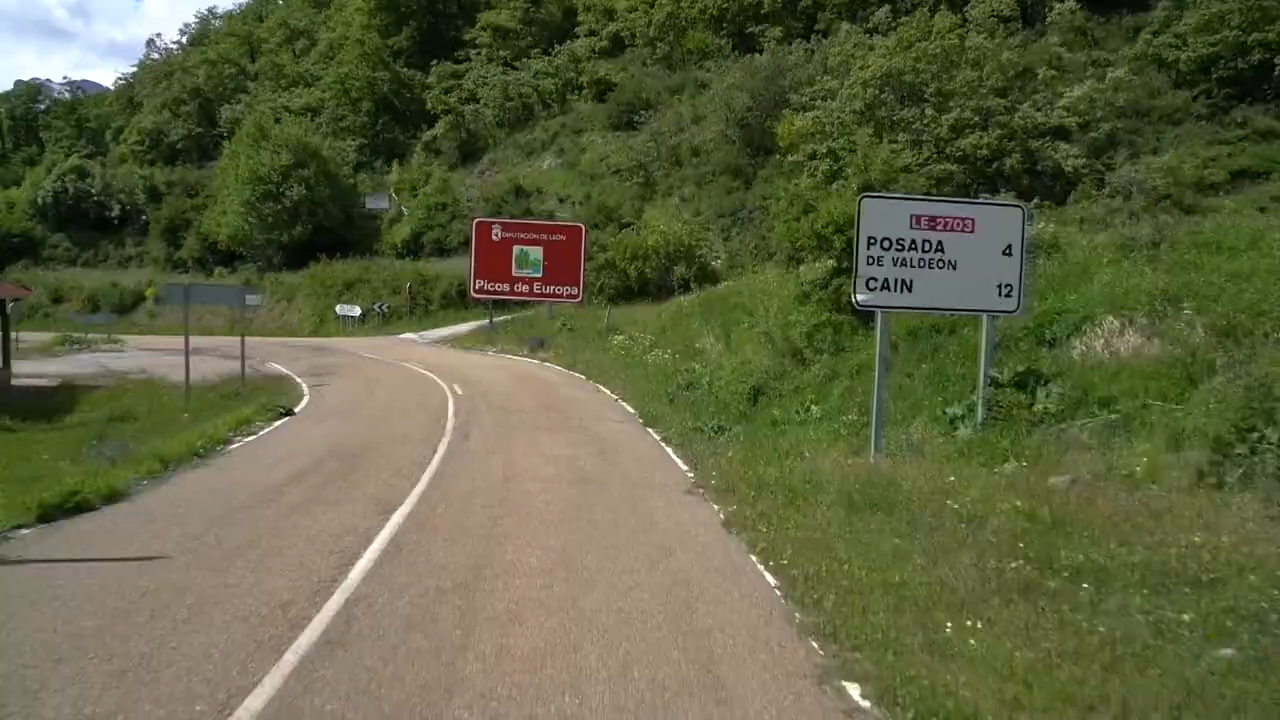 DIPUTACIÓN DE LEÓN
Picos de Europa
LE-2703
POSADA 4
DE VALDEÓN
CAIN 12